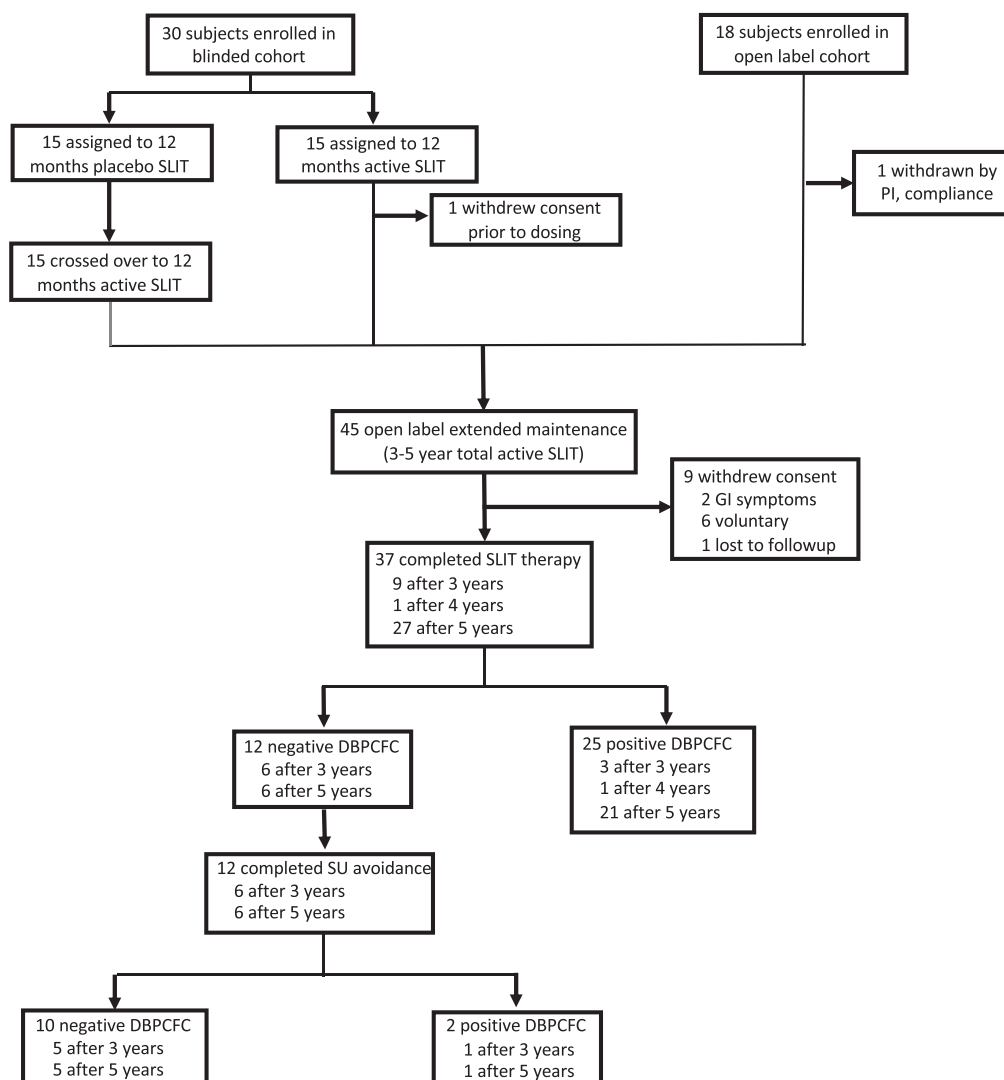 30 subjects enrolled in
blinded cohort
18 subjects enrolled in
open label cohort
15 assigned to 12
months placebo SLIT
15 assigned to 12
months active SLIT
1 withdrawn by
PI, compliance
1 withdrew consent
prior to dosing
15 crossed over to 12
months active SLIT
45 open label extended maintenance
(3-5 year total active SLIT)
9 withdrew consent
2 GI symptoms
6 voluntary
1 lost to followup
37 completed SLIT therapy
9 after 3 years
1 after 4 years
27 after 5 years
12 negative DBPCFC
6 after 3 years
6 after 5 years
25 positive DBPCFC
3 after 3 years
1 after 4 years
21 after 5 years
12 completed SU avoidance
6 after 3 years
6 after 5 years
10 negative DBPCFC
5 after 3 years
5 after 5 years
2 positive DBPCFC
1 after 3 years
1 after 5 years